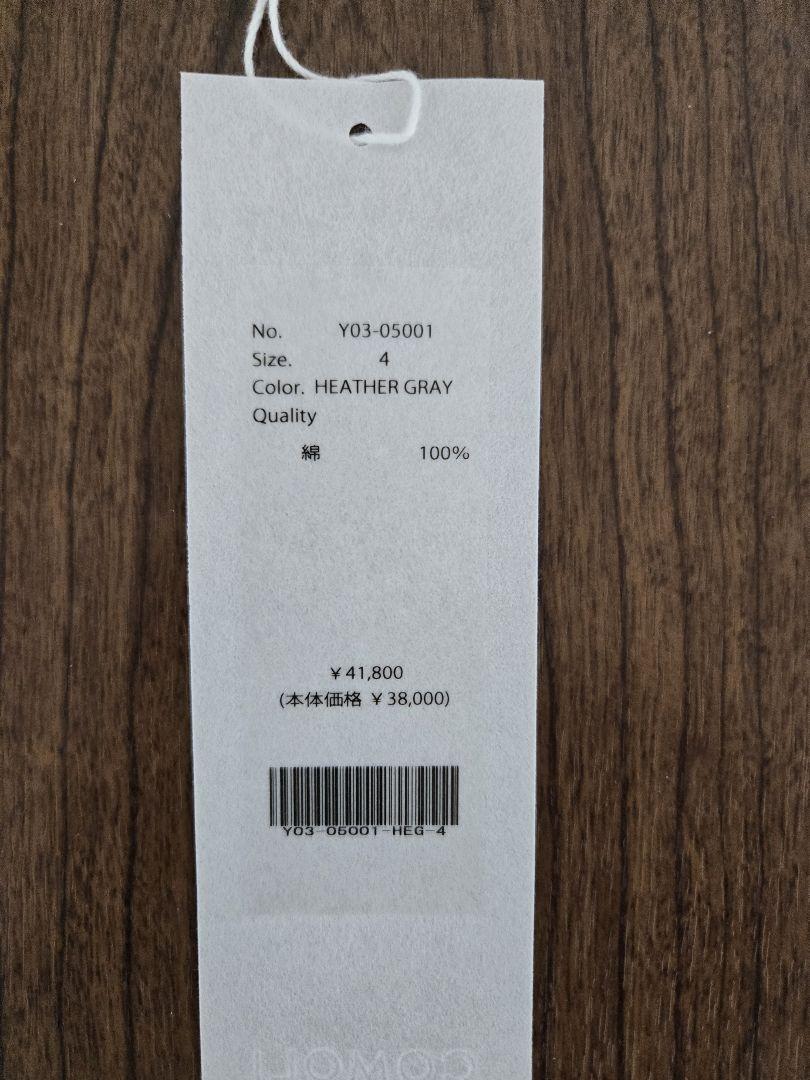 No. Y03-05001
Size. 4
Color. HEATHER GRAY
Quality
綿 100%
¥41,800
(本体価格 ¥38,000)
Y03-05001-HEG-4
COMOLI